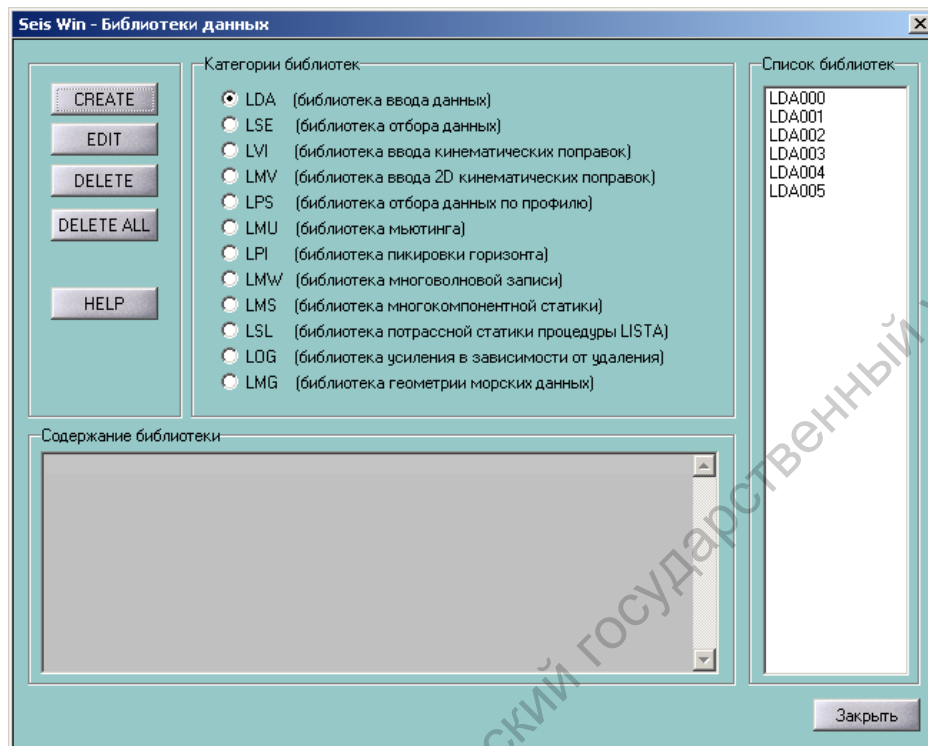 Seis Win - Библиотеки данных
CREATE
EDIT
DELETE
DELETE ALL
HELP
Категории библиотек
LDA (библиотека ввода данных)
LSE (библиотека отбора данных)
LVI (библиотека ввода кинематических поправок)
LMV (библиотека ввода 2D кинематических поправок)
LPS (библиотека отбора данных по профилю)
LMU (библиотека мьютинга)
LPI (библиотека пикировки горизонта)
LMW (библиотека многоволновой записи)
LMS (библиотека многокомпонентной статики)
LSL (библиотека потрассной статики процедуры LISTA)
LOG (библиотека усиления в зависимости от удаления)
LMG (библиотека геометрии морских данных)
Список библиотек
LDA000
LDA001
LDA002
LDA003
LDA004
LDA005
Содержание библиотеки
Закрыть
государственный